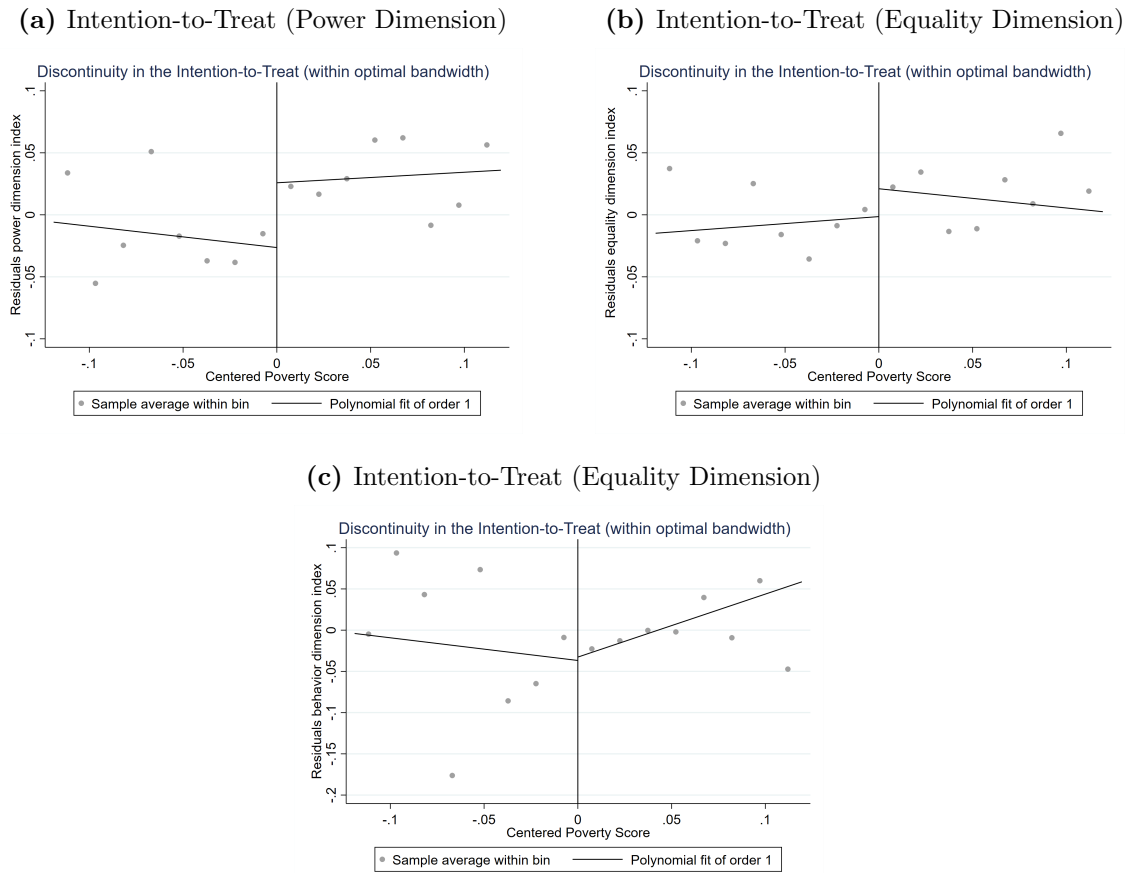 (a) Intention-to-Treat (Power Dimension)
Discontinuity in the Intention-to-Treat (within optimal bandwidth)
Residuals power dimension index
.1
.05
0
-.05
-.1
-.1 -.05 0 .05 .1
Centered Poverty Score
Sample average within bin Polynomial fit of order 1
(b) Intention-to-Treat (Equality Dimension)
Discontinuity in the Intention-to-Treat (within optimal bandwidth)
Residuals equality dimension index
.1
.05
0
-.05
-.1
-.1 -.05 0 .05 .1
Centered Poverty Score
Sample average within bin Polynomial fit of order 1
(c) Intention-to-Treat (Equality Dimension)
Discontinuity in the Intention-to-Treat (within optimal bandwidth)
Residuals behavior dimension index
.1
.05
0
-.05
-.1
-.15
-.2
-.1 -.05 0 .05 .1
Centered Poverty Score
Sample average within bin Polynomial fit of order 1